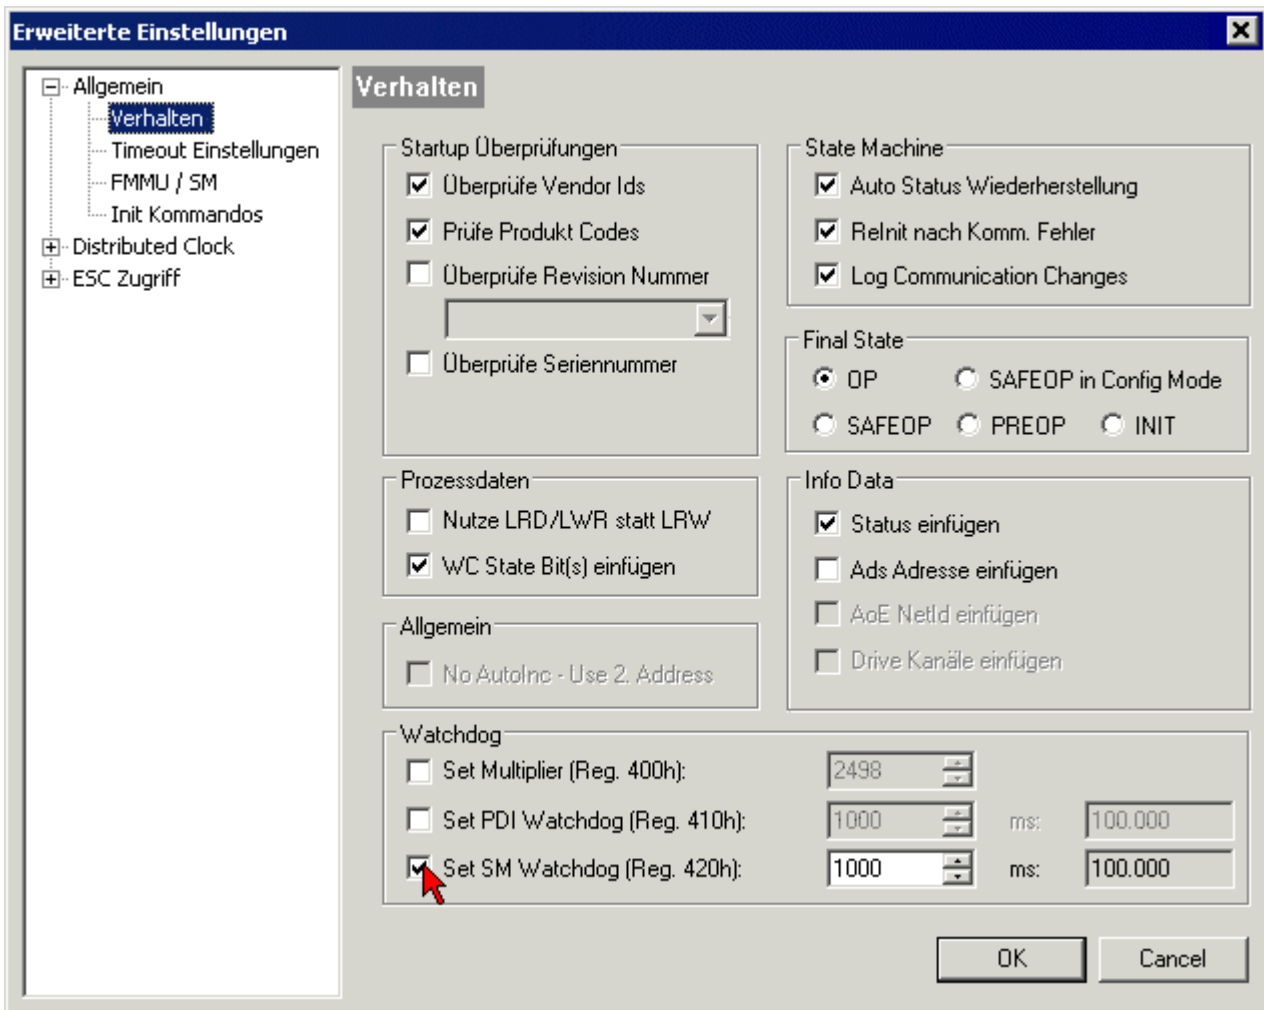 Erweiterte Einstellungen
Allgemein
Verhalten
Timeout Einstellungen
FMMU / SM
Init Kommandos
Distributed Clock
ESC Zugriff
Verhalten
Startup Überprüfungen
Überprüfe Vendor Ids
Prüfe Produkt Codes
Überprüfe Revision Nummer
Überprüfe Seriennummer
State Machine
Auto Status Wiederherstellung
ReInit nach Komm. Fehler
Log Communication Changes
Final State
OP SAFEOP in Config Mode
SAFEOP PREOP INIT
Prozessdaten
Nutze LRD/LWR statt LRW
WC State Bit(s) einfügen
Info Data
Status einfügen
Ads Adresse einfügen
AoE NetId einfügen
Drive Kanäle einfügen
Allgemein
No AutoInc - Use 2. Address
Watchdog
Set Multiplier (Reg. 400h): 2498
Set PDI Watchdog (Reg. 410h): 1000 ms: 100.000
Set SM Watchdog (Reg. 420h): 1000 ms: 100.000
OK Cancel